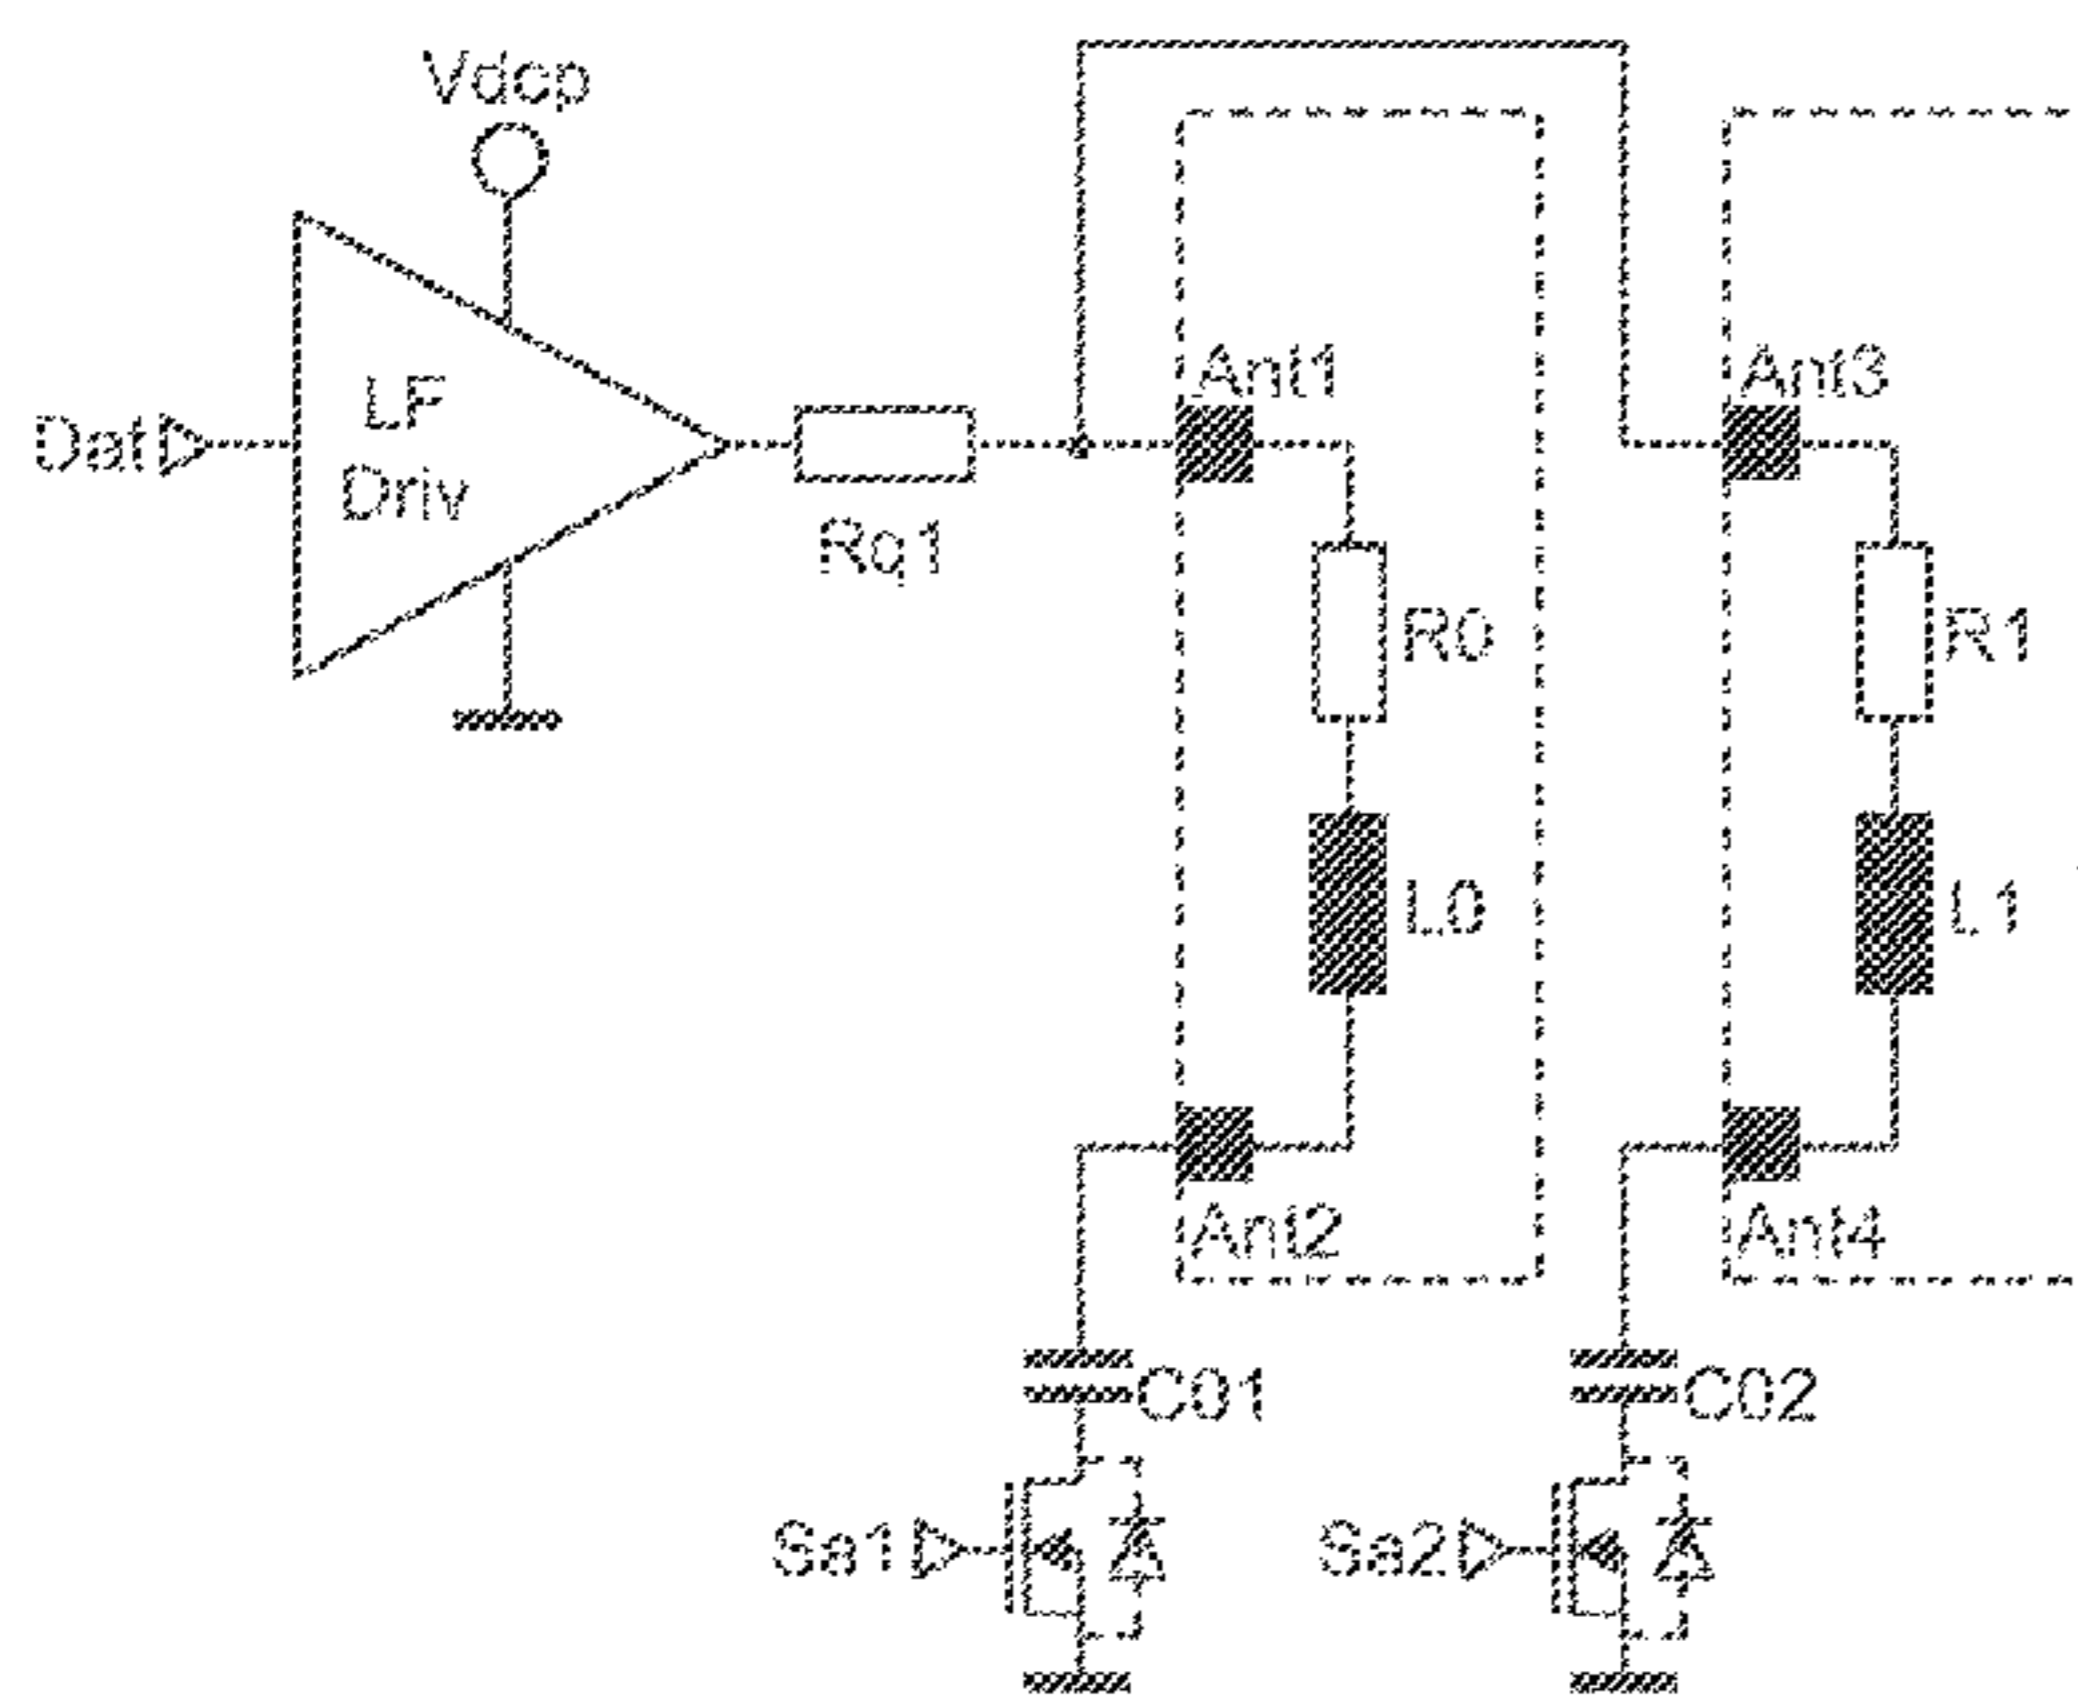 Vdcp
Ant1
Ant3
LF
Dat
Driv
Rq1
R0
R1
L0
L1
Ant2
Ant4
C01
C02
Sa1
Sa2